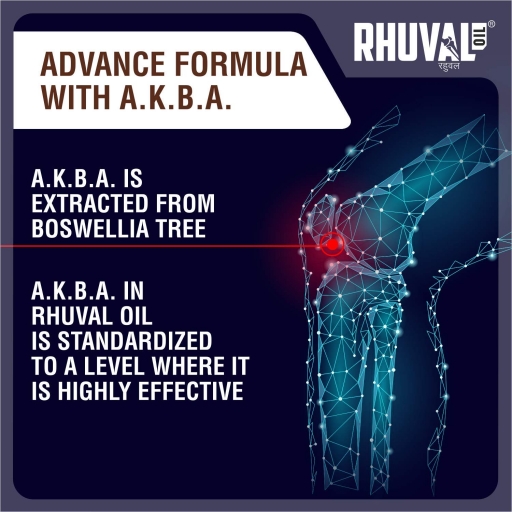 RHUVAL OIL®
रहुवल
ADVANCE FORMULA
WITH A.K.B.A.
A.K.B.A. IS
EXTRACTED FROM
BOSWELLIA TREE
A.K.B.A. IN
RHUVAL OIL
IS STANDARDIZED
TO A LEVEL WHERE IT
IS HIGHLY EFFECTIVE